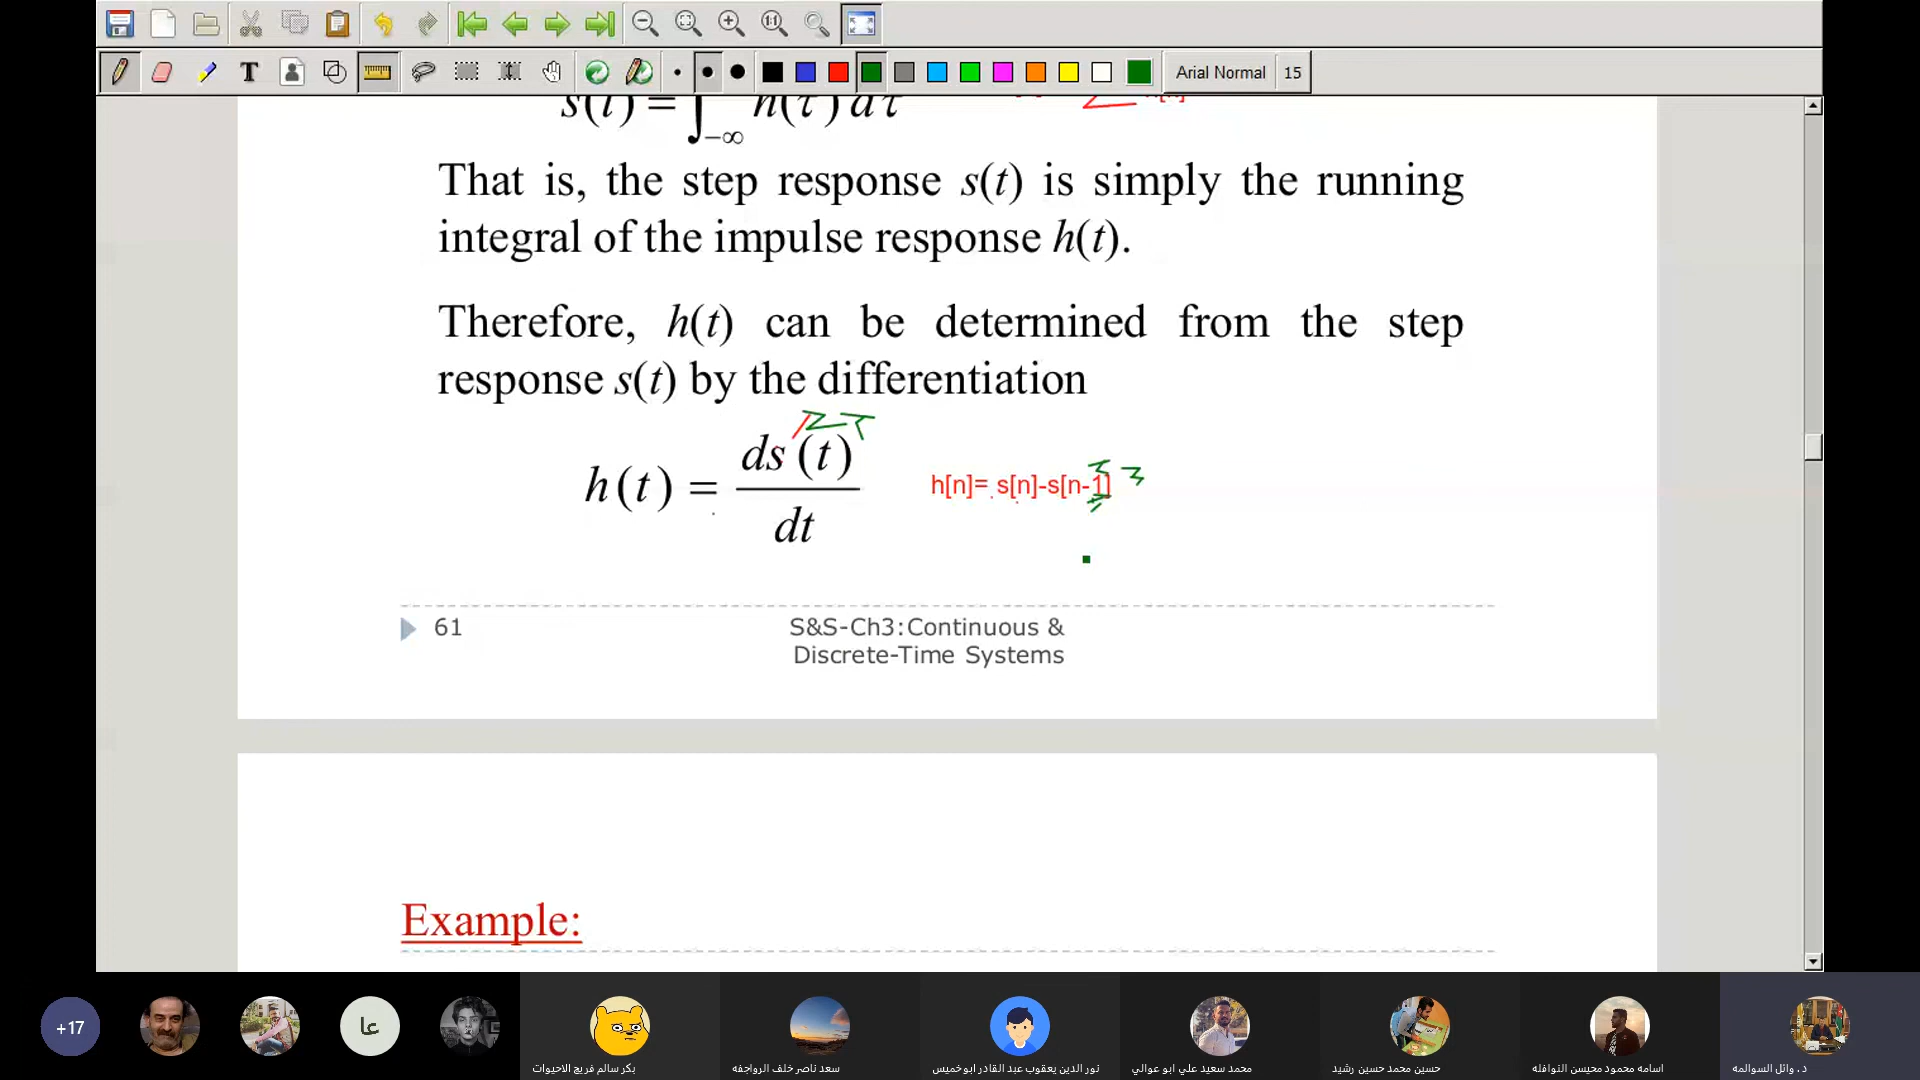 Arial Normal 15
s(t) = ∫−∞ h(τ) dτ
h[n]
That is, the step response s(t) is simply the running
integral of the impulse response h(t).
Therefore, h(t) can be determined from the step
response s(t) by the differentiation
h(t) = ds(t)/dt
h[n]= s[n]-s[n-1]
61
S&S-Ch3:Continuous &
Discrete-Time Systems
Example:
+17
عا
بكر سالم فريج الاحيوات
سعد ناصر خلف الرواجفه
نور الدين يعقوب عبد القادر ابوخميس
محمد سعيد علي ابو عوالي
حسين محمد حسين رشيد
اسامه محمود محيسن النوافله
د. وائل السوالمه